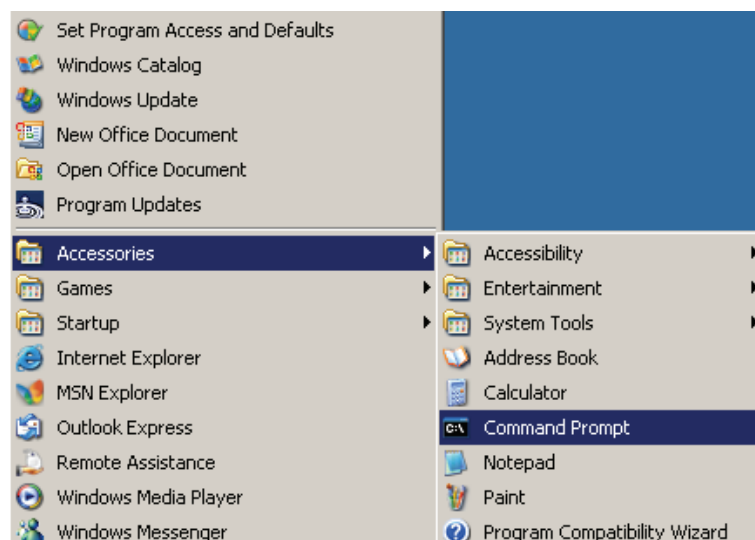 Set Program Access and Defaults
Windows Catalog
Windows Update
New Office Document
Open Office Document
Program Updates
Accessories
Games
Startup
Internet Explorer
MSN Explorer
Outlook Express
Remote Assistance
Windows Media Player
Windows Messenger
Accessibility
Entertainment
System Tools
Address Book
Calculator
C:\ Command Prompt
Notepad
Paint
Program Compatibility Wizard